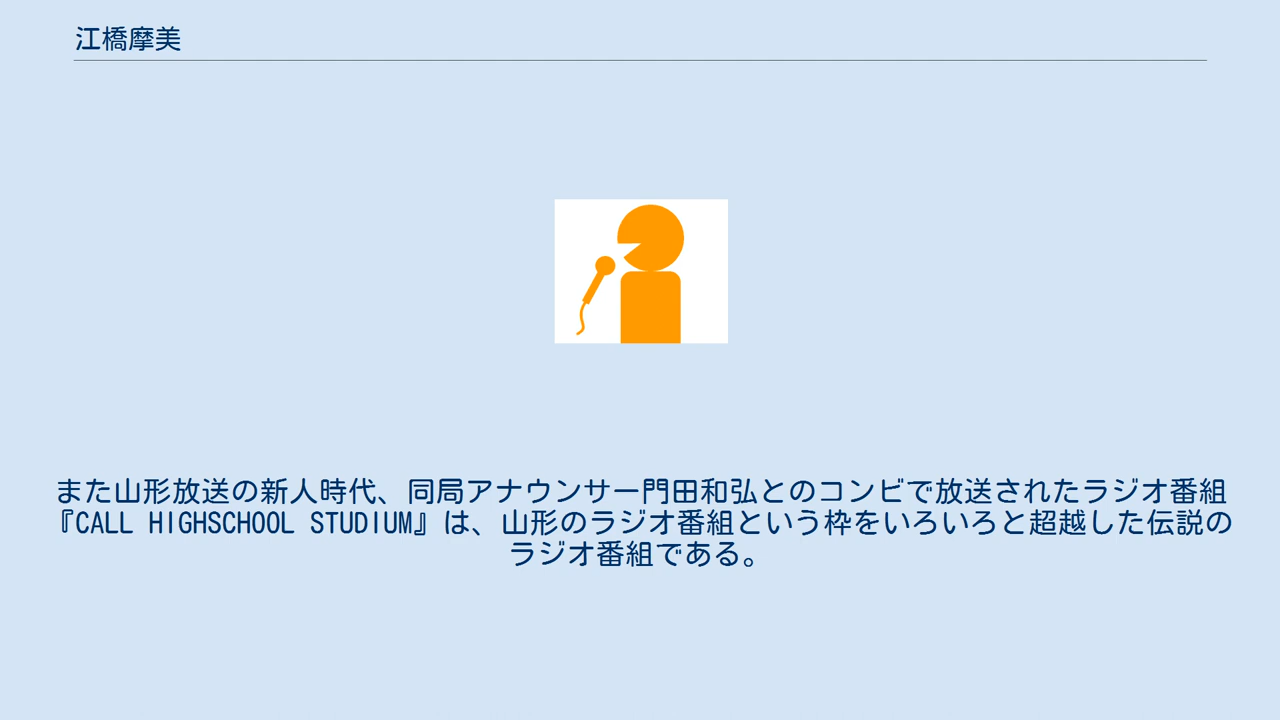 江橋摩美
また山形放送の新人時代、同局アナウンサー門田和弘とのコンビで放送されたラジオ番組
『CALL HIGHSCHOOL STUDIUM』は、山形のラジオ番組という枠をいろいろと超越した伝説の
ラジオ番組である。